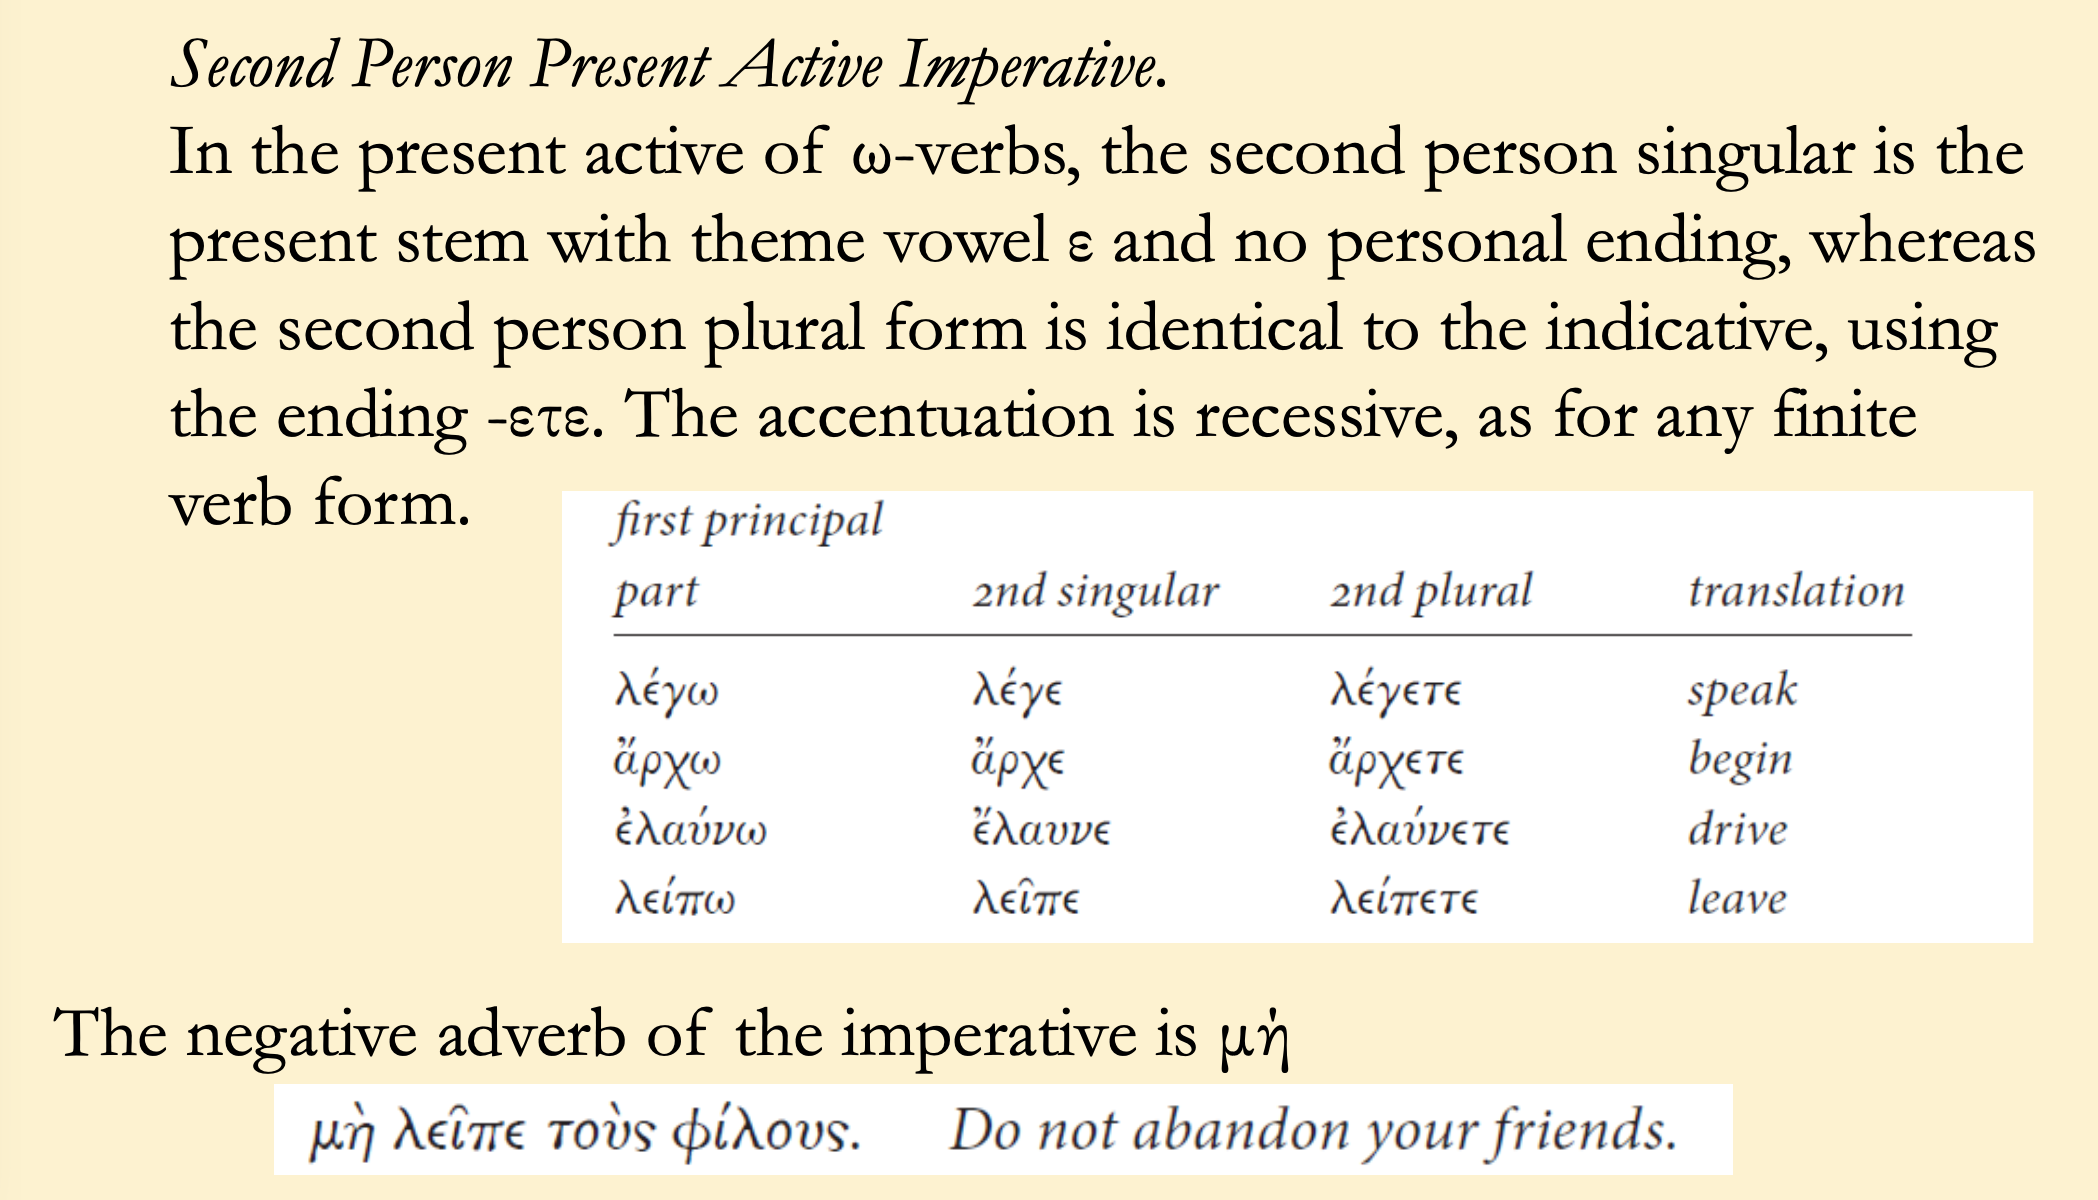 Second Person Present Active Imperative.
In the present active of ω-verbs, the second person singular is the
present stem with theme vowel ε and no personal ending, whereas
the second person plural form is identical to the indicative, using
the ending -ετε. The accentuation is recessive, as for any finite
verb form.
first principal
part 2nd singular 2nd plural translation
λέγω λέγε λέγετε speak
ἄρχω ἄρχε ἄρχετε begin
ἐλαύνω ἔλαυνε ἐλαύνετε drive
λείπω λεῖπε λείπετε leave
The negative adverb of the imperative is μή
μὴ λεῖπε τοὺς φίλους. Do not abandon your friends.